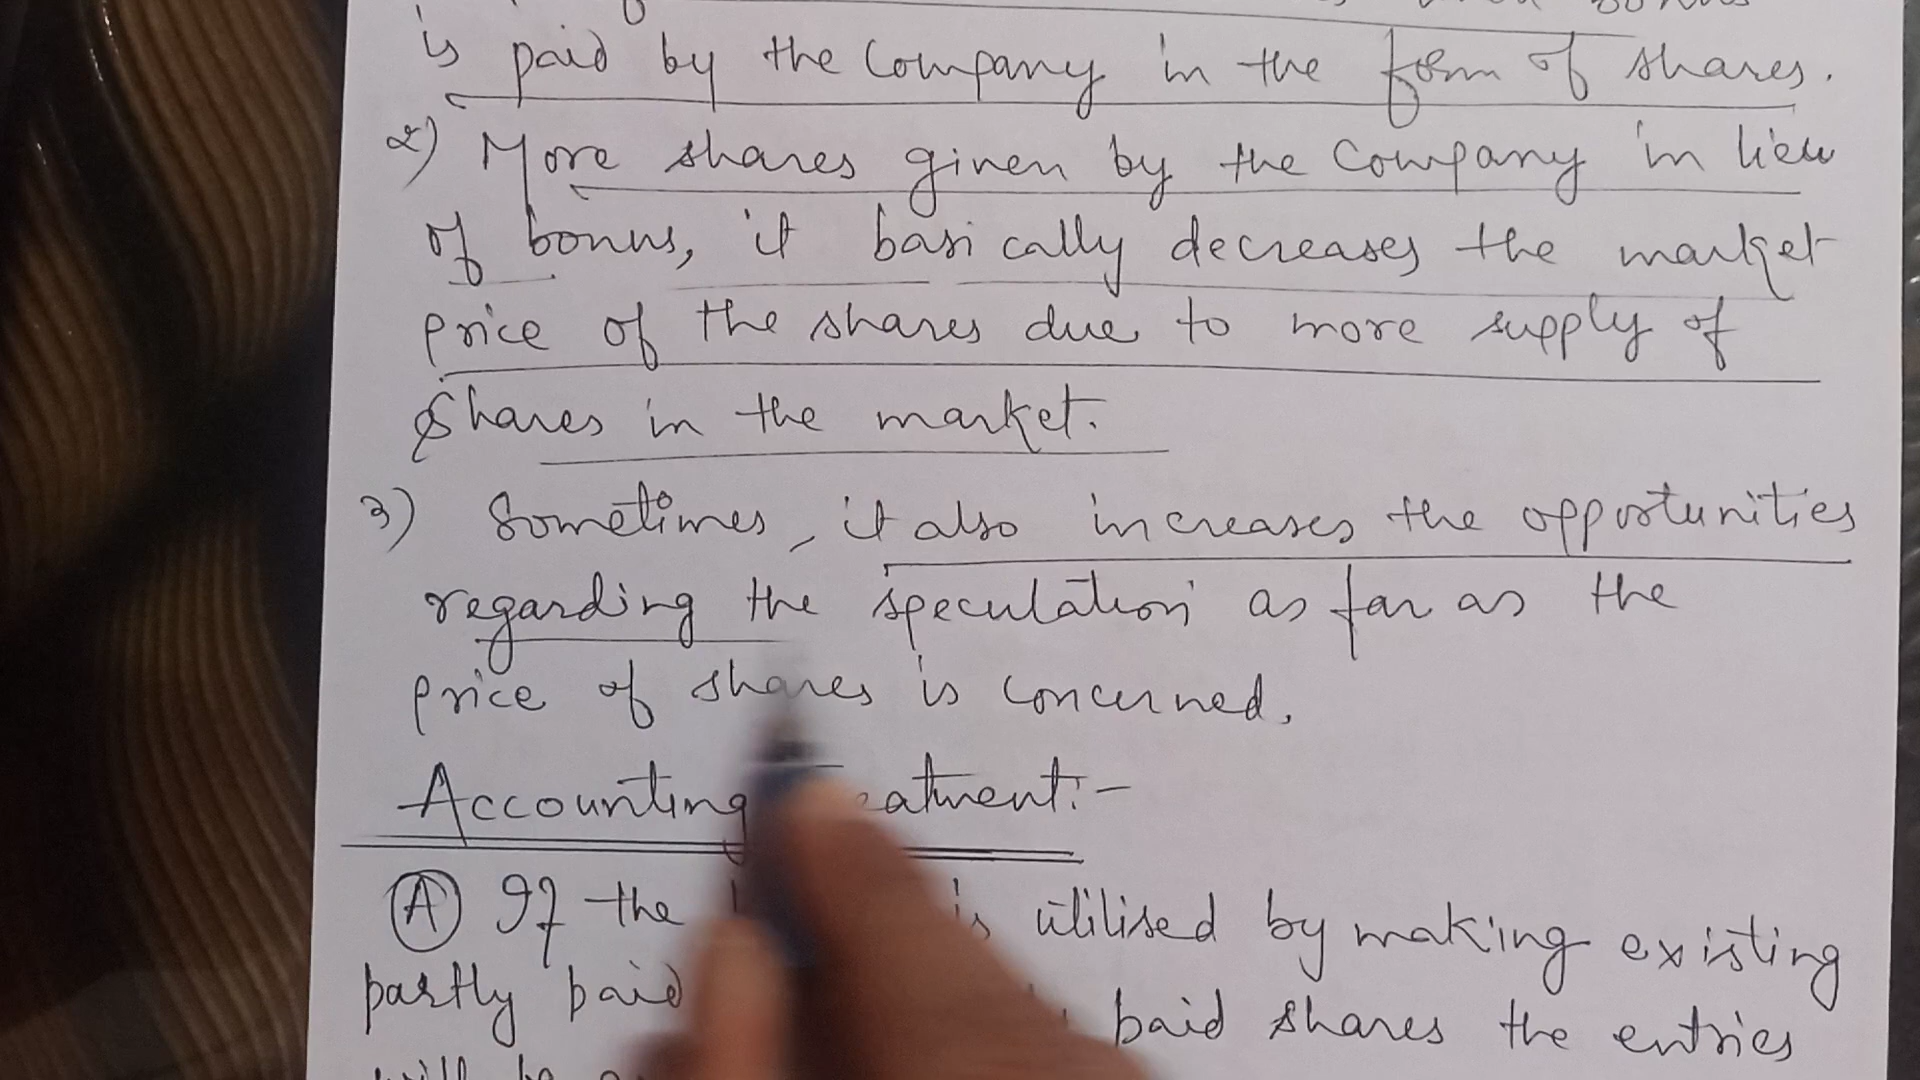 is paid by the Company in the form of shares.
2) More shares given by the Company in lieu
of bonus, it basically decreases the market
price of the shares due to more supply of
shares in the market.
3) Sometimes, it also increases the opportunities
regarding the speculation as far as the
price of shares is concerned.
Accounting
(A) If the is utilised by making existing
partly paid paid shares the entries
will be